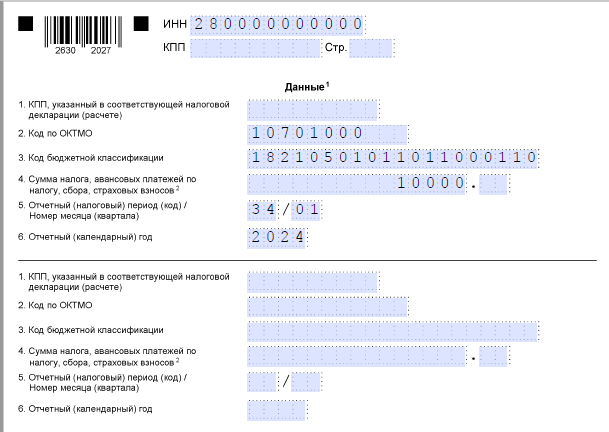 ИНН 280000000000
2630 2027
КПП Стр.
Данные¹
1. КПП, указанный в соответствующей налоговой
декларации (расчете)
2. Код по ОКТМО 10701000
3. Код бюджетной классификации 18210501011011000110
4. Сумма налога, авансовых платежей по
налогу, сбора, страховых взносов ² 10000.
5. Отчетный (налоговый) период (код) /
Номер месяца (квартала) 34/01
6. Отчетный (календарный) год 2024
1. КПП, указанный в соответствующей налоговой
декларации (расчете)
2. Код по ОКТМО
3. Код бюджетной классификации
4. Сумма налога, авансовых платежей по
налогу, сбора, страховых взносов ² .
5. Отчетный (налоговый) период (код) /
Номер месяца (квартала) /
6. Отчетный (календарный) год